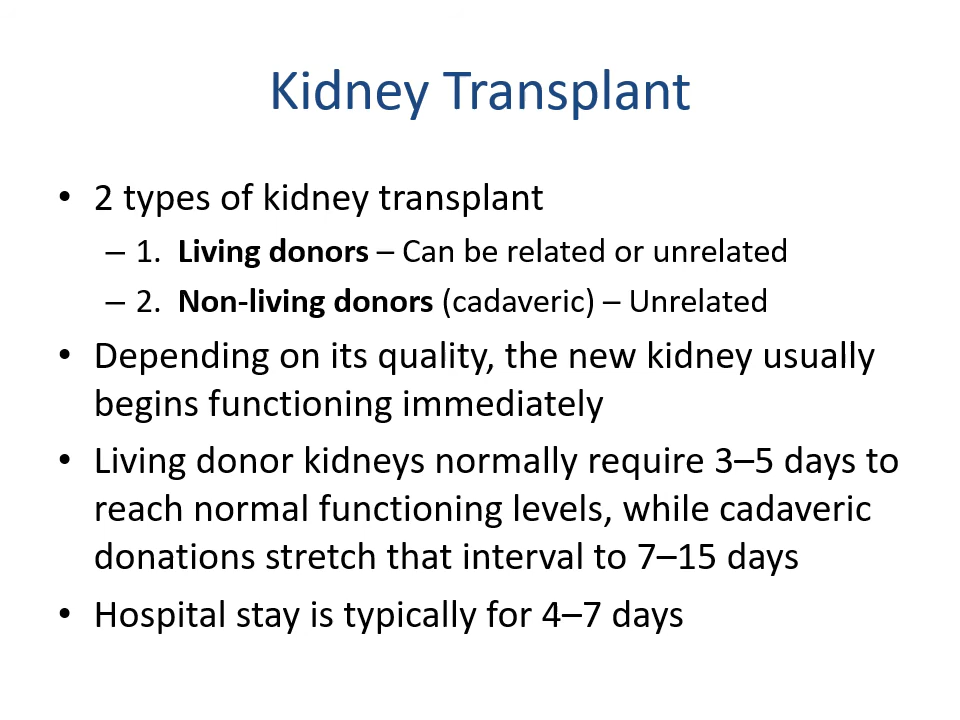 Kidney Transplant
• 2 types of kidney transplant
– 1. Living donors – Can be related or unrelated
– 2. Non-living donors (cadaveric) – Unrelated
• Depending on its quality, the new kidney usually
begins functioning immediately
• Living donor kidneys normally require 3–5 days to
reach normal functioning levels, while cadaveric
donations stretch that interval to 7–15 days
• Hospital stay is typically for 4–7 days